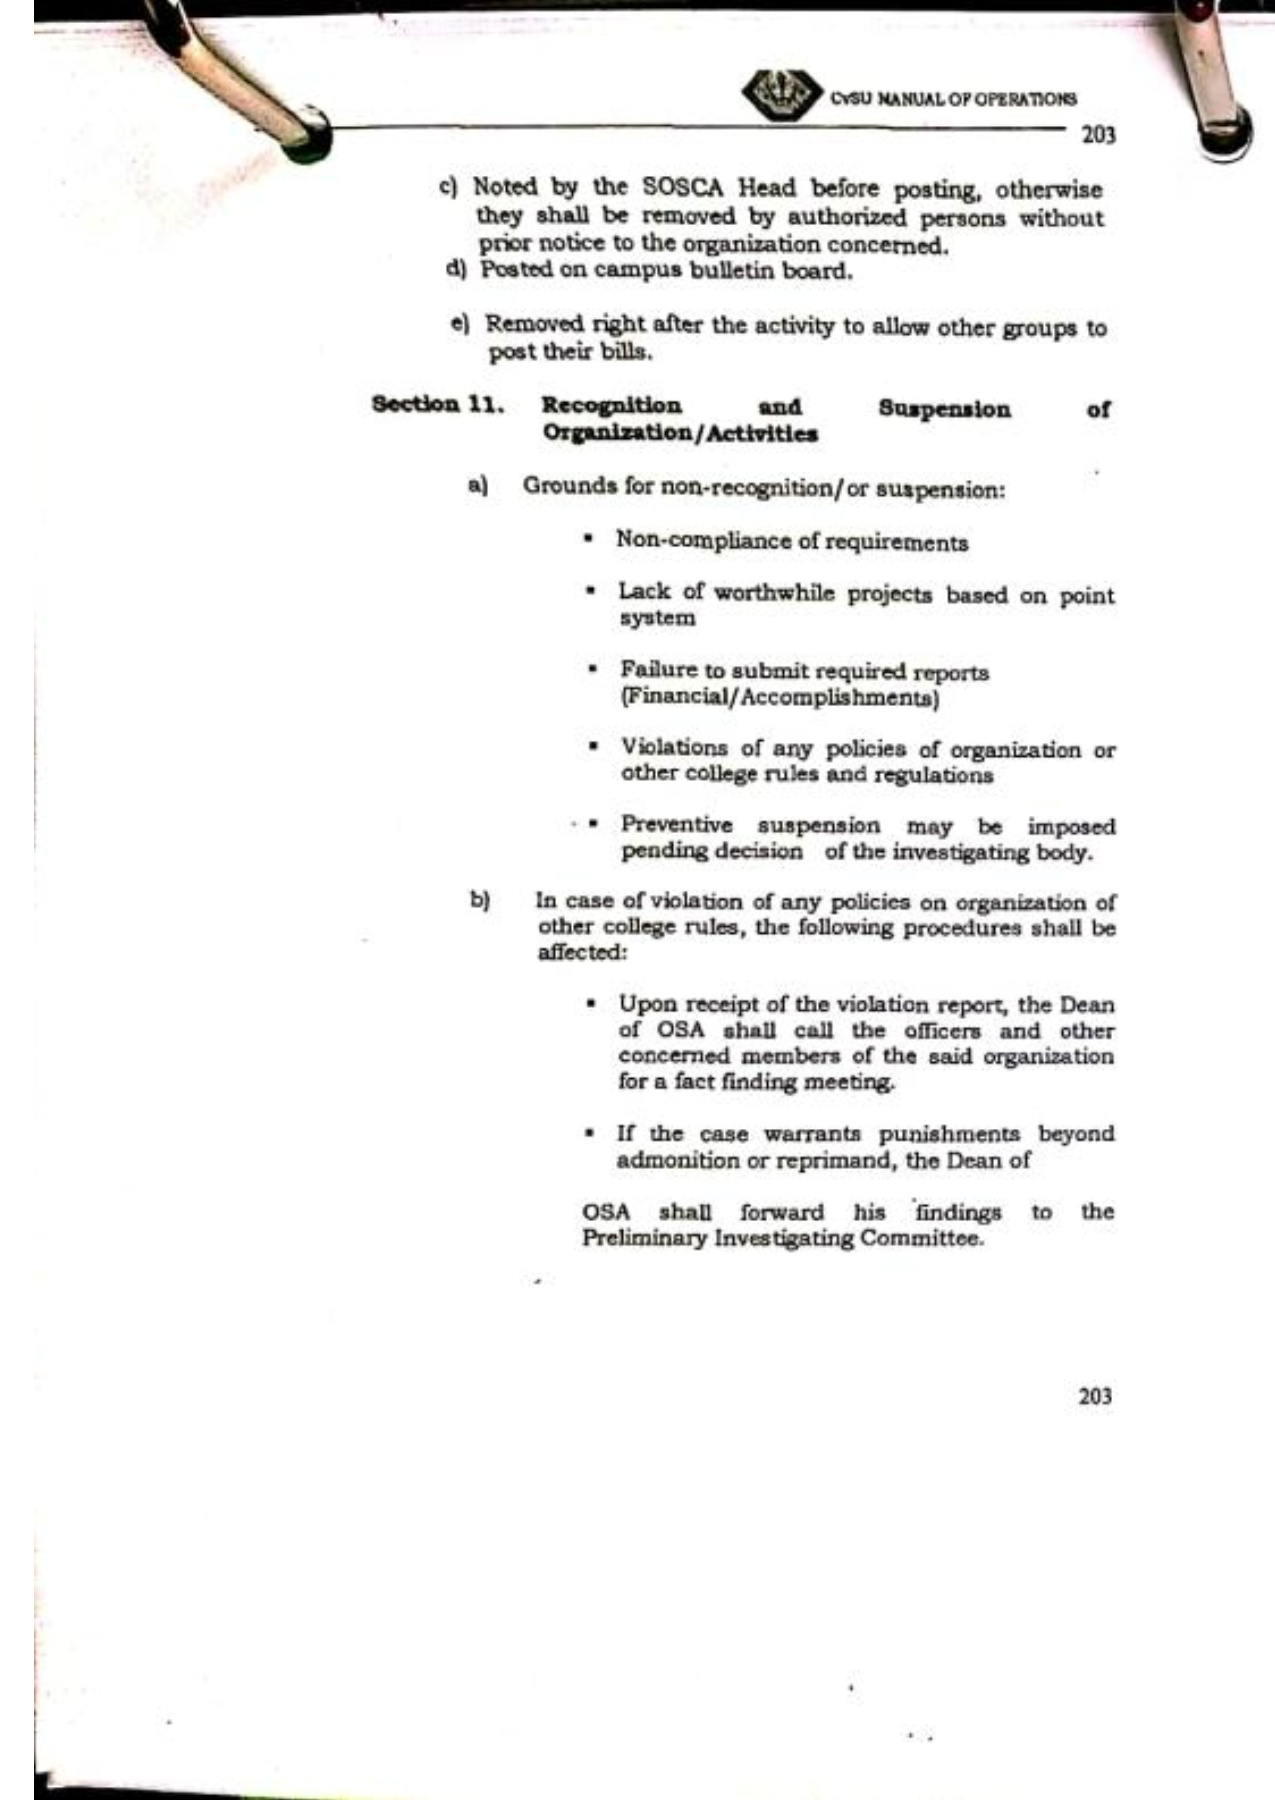 CvSU MANUAL OF OPERATIONS
203
c) Noted by the SOSCA Head before posting, otherwise
they shall be removed by authorized persons without
prior notice to the organization concerned.
d) Posted on campus bulletin board.
e) Removed right after the activity to allow other groups to
post their bills.
Section 11. Recognition and Suspension of
Organization/Activities
a) Grounds for non-recognition/or suspension:
▪ Non-compliance of requirements
▪ Lack of worthwhile projects based on point
system
▪ Failure to submit required reports
(Financial/Accomplishments)
▪ Violations of any policies of organization or
other college rules and regulations
▪ Preventive suspension may be imposed
pending decision of the investigating body.
b) In case of violation of any policies on organization of
other college rules, the following procedures shall be
affected:
▪ Upon receipt of the violation report, the Dean
of OSA shall call the officers and other
concerned members of the said organization
for a fact finding meeting.
▪ If the case warrants punishments beyond
admonition or reprimand, the Dean of
OSA shall forward his findings to the
Preliminary Investigating Committee.
203